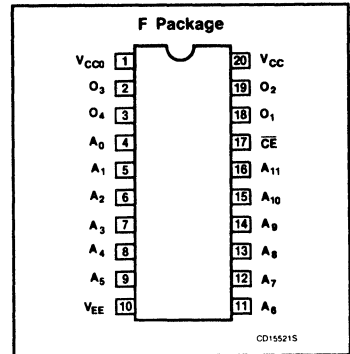 F Package
VCC0 1 20 VCC
O3 2 19 O2
O4 3 18 O1
A0 4 17 C̅E̅
A1 5 16 A11
A2 6 15 A10
A3 7 14 A9
A4 8 13 A8
A5 9 12 A7
VEE 10 11 A6
CD15521S